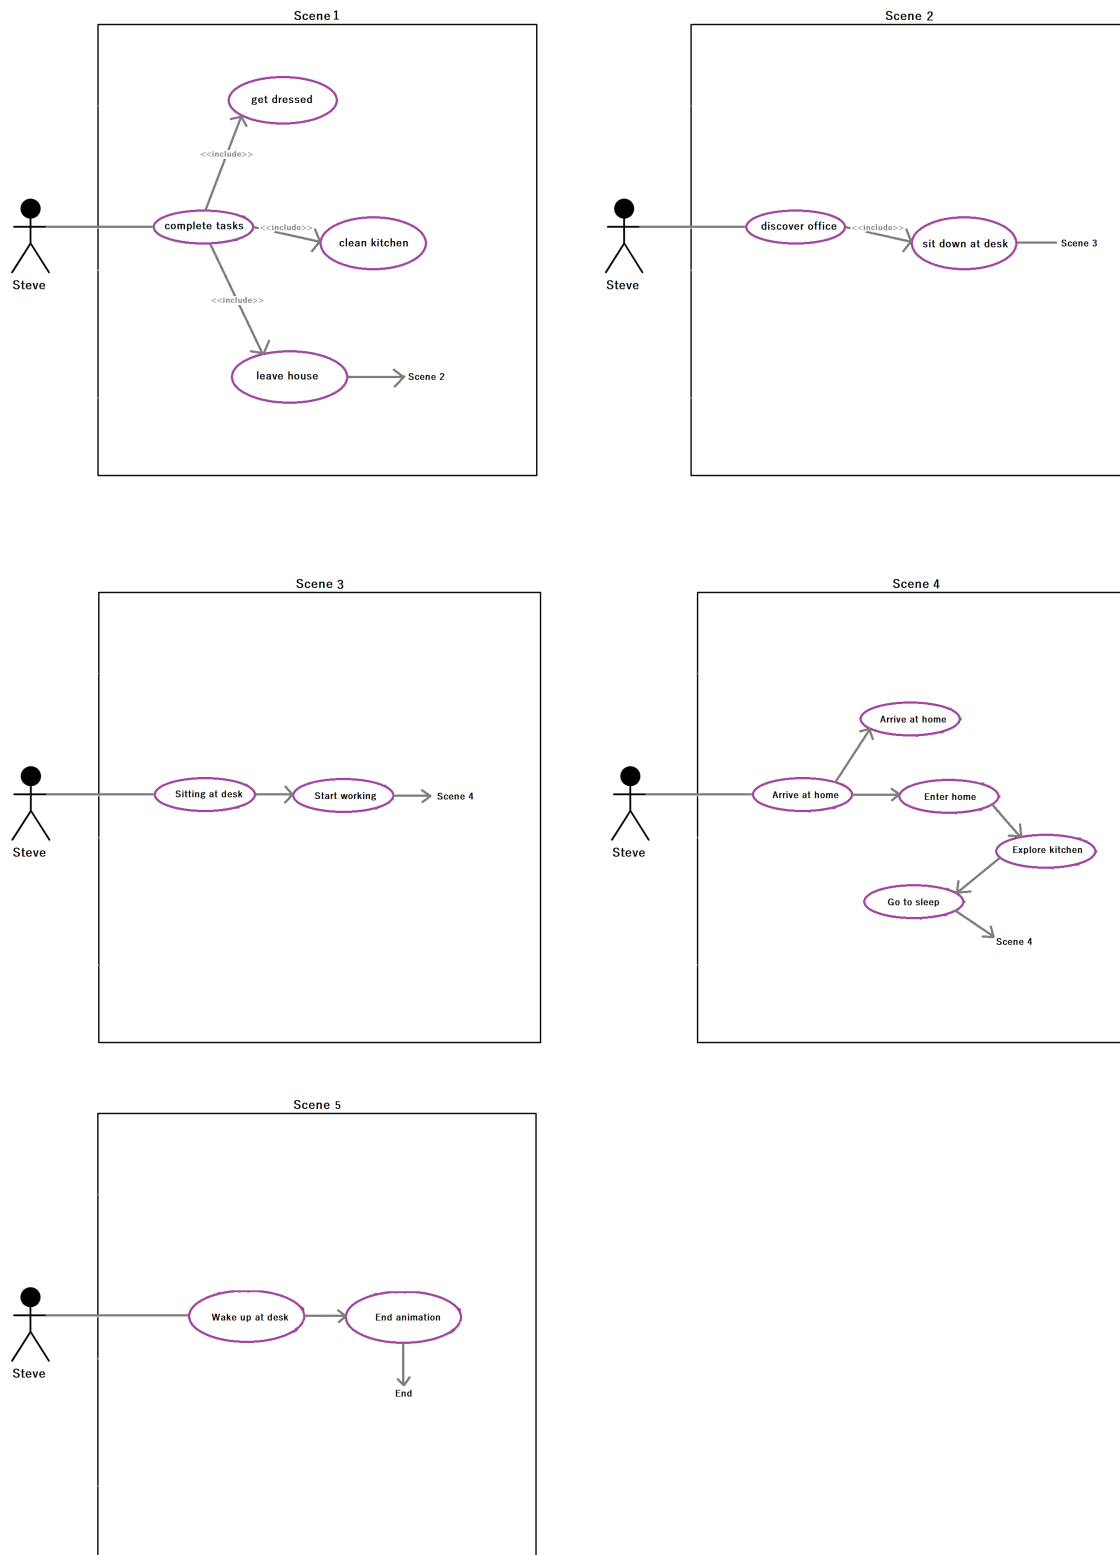 Scene 1
get dressed
<<include>>
complete tasks
<<include>>
clean kitchen
Steve
<<include>>
leave house
Scene 2
Scene 2
discover office
<<include>>
sit down at desk
Scene 3
Steve
Scene 3
Sitting at desk
Start working
Scene 4
Steve
Scene 4
Arrive at home
Arrive at home
Enter home
Explore kitchen
Steve
Go to sleep
Scene 4
Scene 5
Wake up at desk
End animation
Steve
End